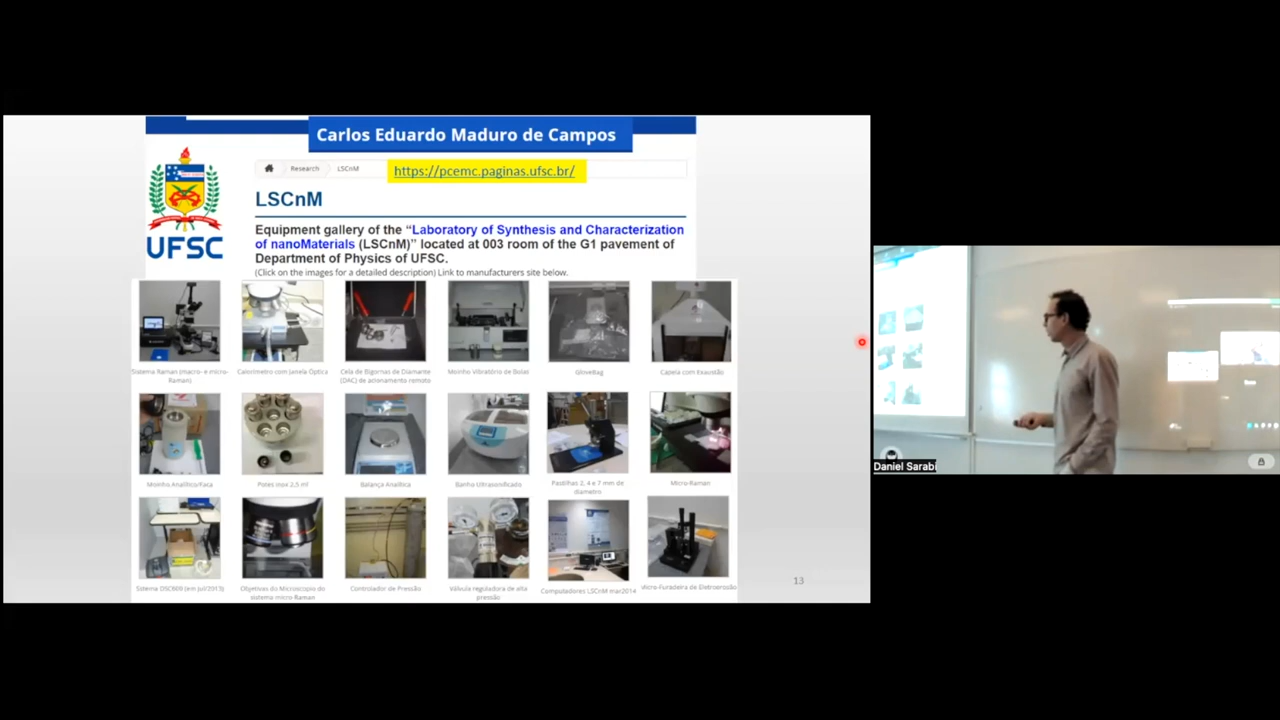 Carlos Eduardo Maduro de Campos
Research
LSCnM
https://pcemc.paginas.ufsc.br/
LSCnM
Equipment gallery of the “Laboratory of Synthesis and Characterization
of nanoMaterials (LSCnM)” located at 003 room of the G1 pavement of
Department of Physics of UFSC.
(Click on the images for a detailed description) Link to manufacturers site below.
UFSC
Sistema Raman (macro- e micro-
Raman)
Calorímetro com Janela Óptica
Cela de Bigornas de Diamante
(DAC) de acionamento remoto
Moinho Vibratório de Bolas
GloveBag
Capela com Exaustão
Moinho Analítico/Faca
Potes inox 2,5 ml
Balança Analítica
Banho Ultrasonificado
Pastilhas 2, 4 e 7 mm de
diametro
Micro-Raman
Sistema DSC60II (em jul/2013)
Objetivas do Microscopio do
sistema micro-Raman
Controlador de Pressão
Válvula reguladora de alta
pressão
Computadores LSCnM mar2014
Micro-Furadeira de Eletroerosão
13
Daniel Sarabi